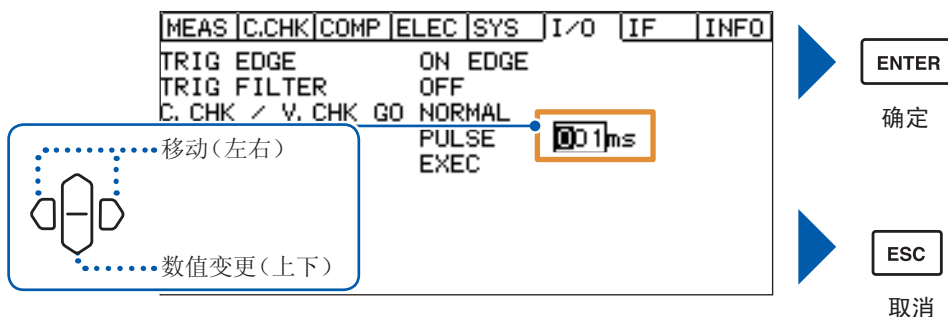 MEAS C.CHK COMP ELEC SYS I/O IF INFO
TRIG EDGE ON EDGE
TRIG FILTER OFF
C. CHK / V. CHK GO NORMAL
PULSE 001ms
EXEC
移动(左右)
数值变更(上下)
ENTER
确定
ESC
取消